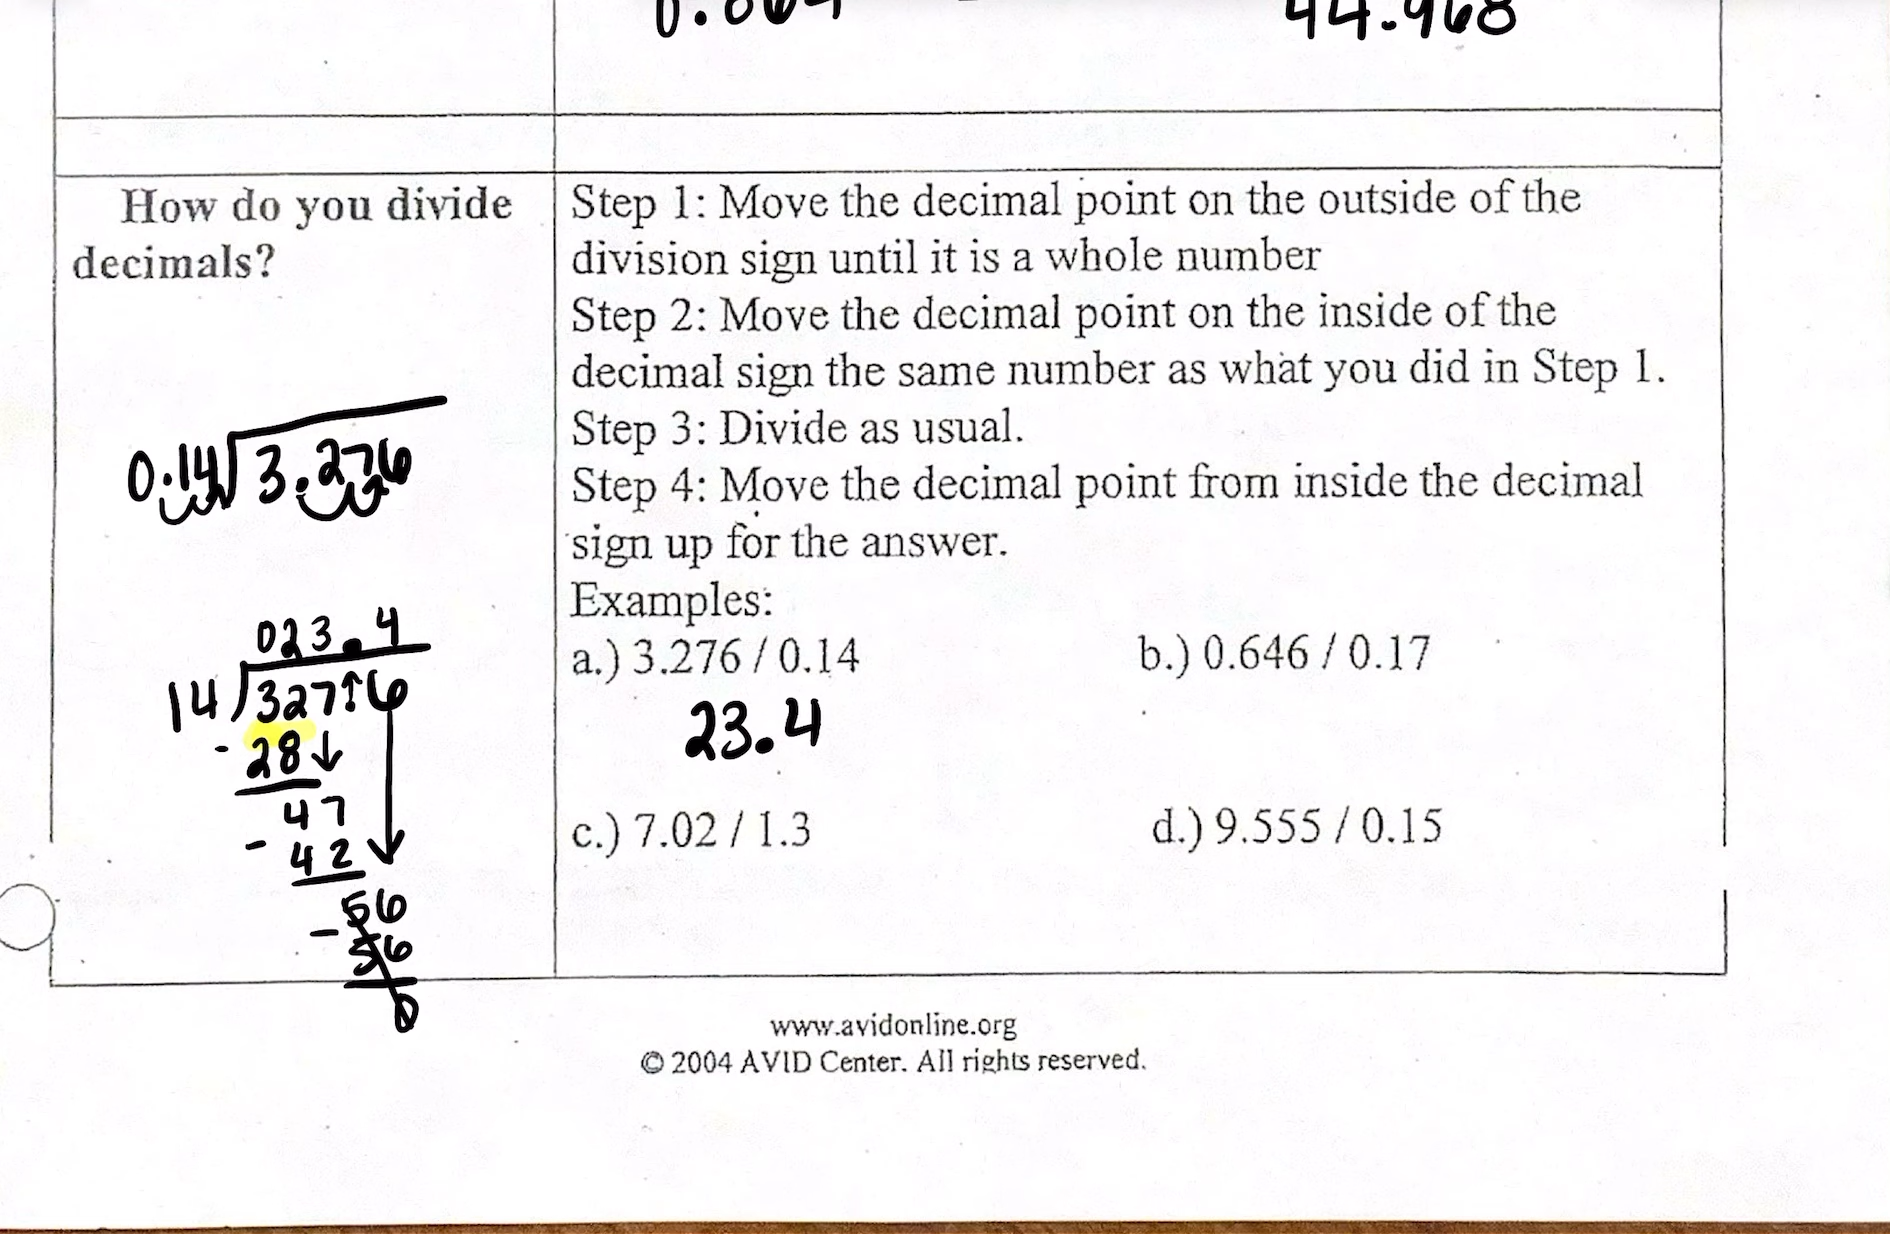 44.968
How do you divide
decimals?
Step 1: Move the decimal point on the outside of the
division sign until it is a whole number
Step 2: Move the decimal point on the inside of the
decimal sign the same number as what you did in Step 1.
Step 3: Divide as usual.
Step 4: Move the decimal point from inside the decimal
sign up for the answer.
Examples:
a.) 3.276 / 0.14 b.) 0.646 / 0.17
23.4
c.) 7.02 / 1.3 d.) 9.555 / 0.15
0.14 3.276
023.4
14 327.6
- 28
47
- 42
56
- 56
0
www.avidonline.org
© 2004 AVID Center. All rights reserved.